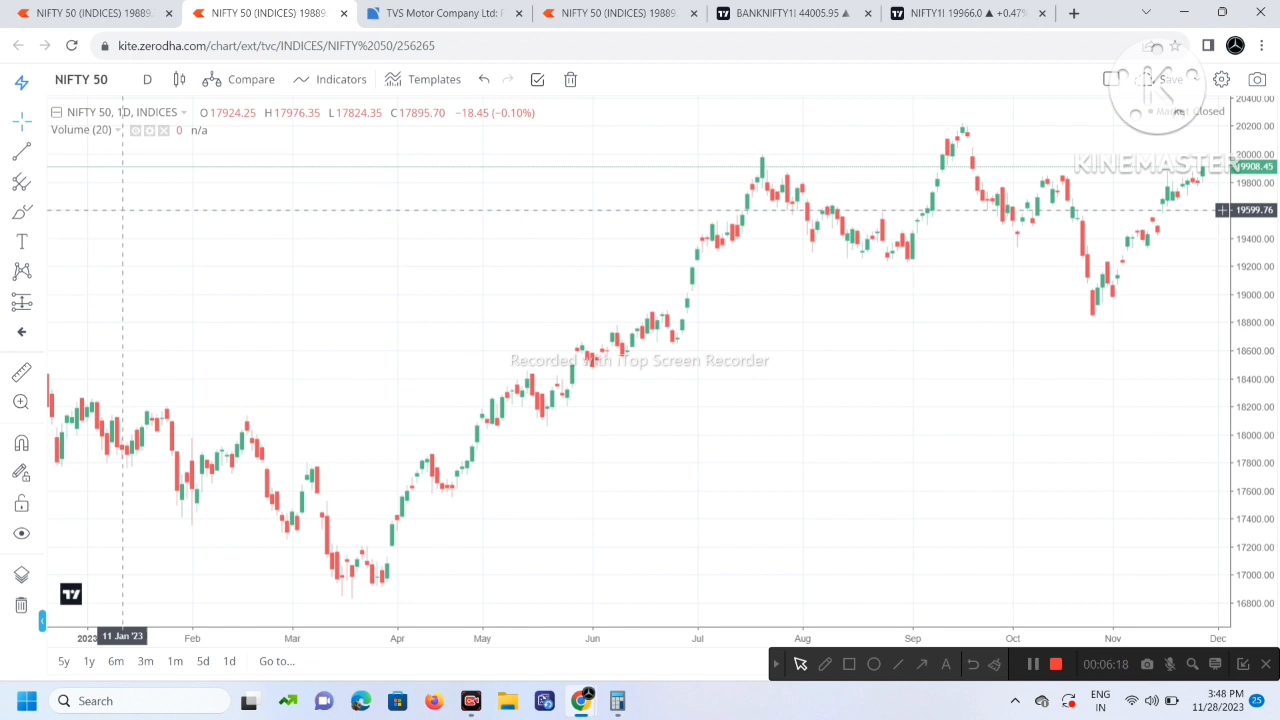 NIFTY 50 (INDICES) 19889.
NIFTY 50 (INDICES) 19889.
TVS Motor Company Ltd: f
NIFTY 50 (INDICES) 19889.
BANKNIFTY1! 44005.95 ▲
NIFTY1! 19966.0 ▲ +0.47%
kite.zerodha.com/chart/ext/tvc/INDICES/NIFTY%2050/256265
NIFTY 50
D
Compare
Indicators
Templates
Save
NIFTY 50, 1D, INDICES O17924.25 H17976.35 L17824.35 C17895.70 −18.45 (−0.10%)
Market Closed
Volume (20) 0 n/a
K
KINEMASTER
20400.00
20200.00
20000.00
19908.45
19800.00
19599.76
19400.00
19200.00
19000.00
18800.00
18600.00
18400.00
18200.00
18000.00
17800.00
17600.00
17400.00
17200.00
17000.00
16800.00
Recorded with iTop Screen Recorder
2023 11 Jan '23 Feb Mar Apr May Jun Jul Aug Sep Oct Nov Dec
5y 1y 6m 3m 1m 5d 1d Go to...
00:06:18
Search
ENG
IN
3:48 PM
11/28/2023
25